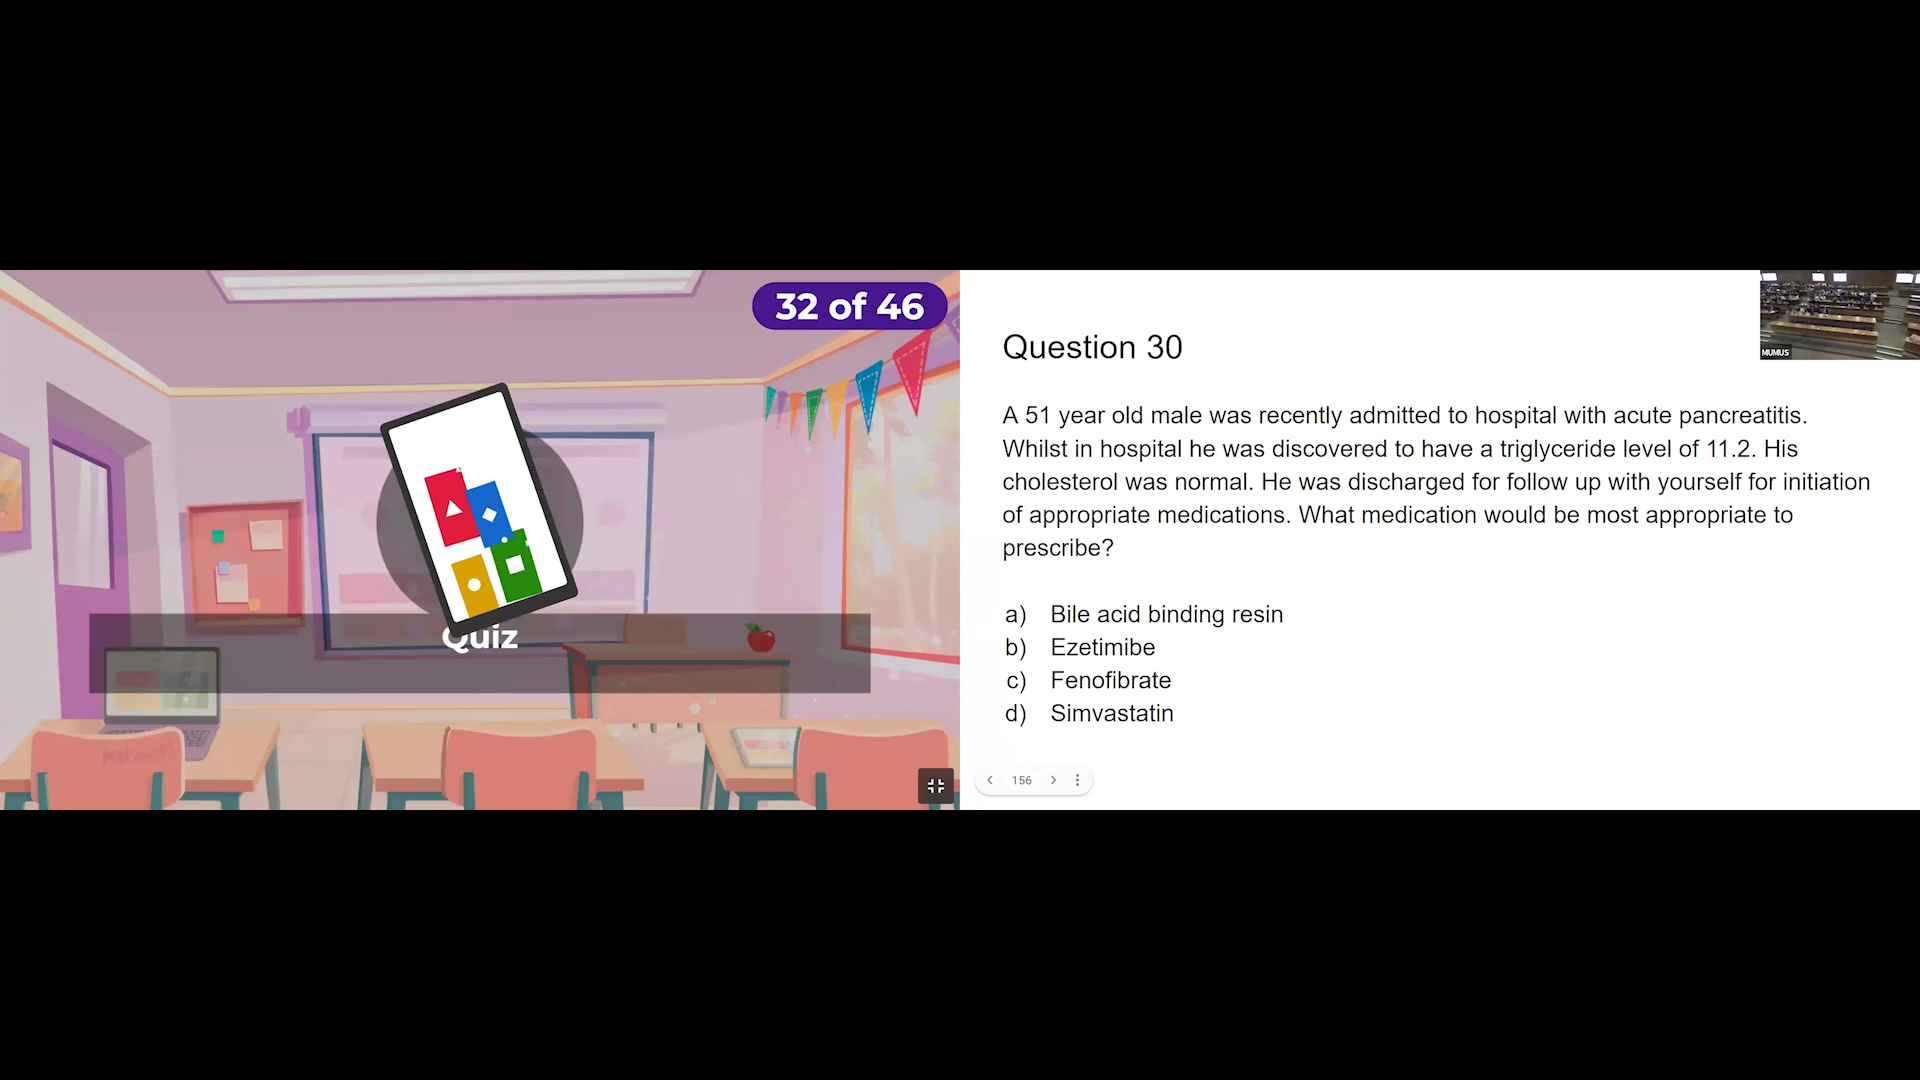 32 of 46
Quiz
Question 30
MUMUS
A 51 year old male was recently admitted to hospital with acute pancreatitis.
Whilst in hospital he was discovered to have a triglyceride level of 11.2. His
cholesterol was normal. He was discharged for follow up with yourself for initiation
of appropriate medications. What medication would be most appropriate to
prescribe?
a) Bile acid binding resin
b) Ezetimibe
c) Fenofibrate
d) Simvastatin
156